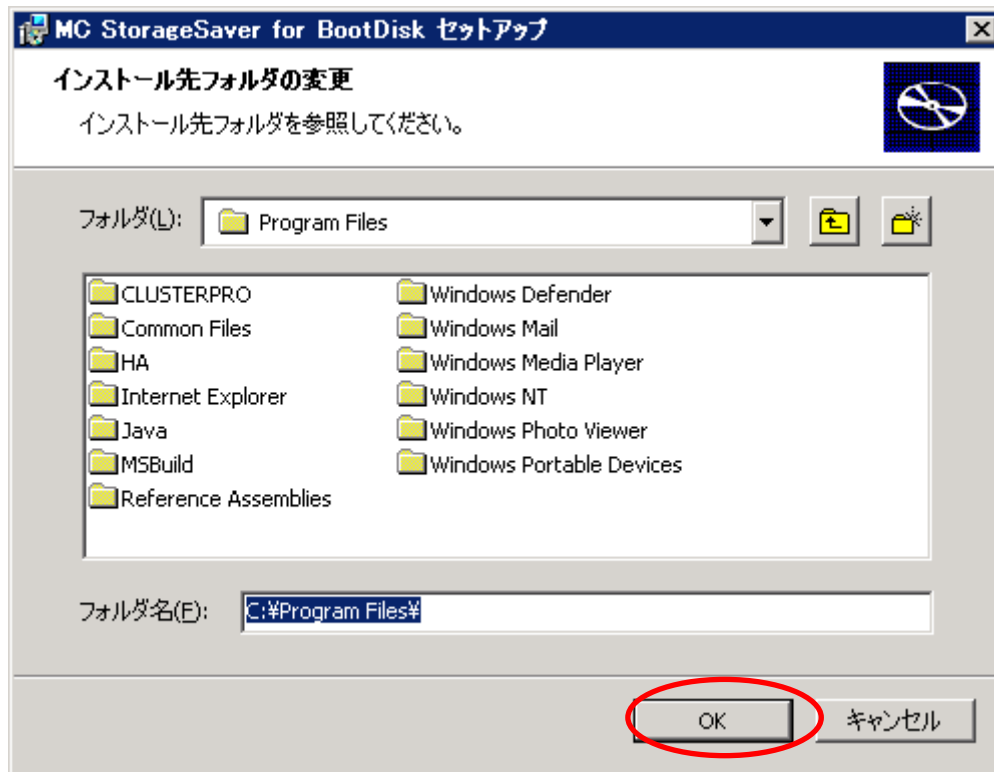 MC StorageSaver for BootDisk セットアップ
インストール先フォルダの変更
インストール先フォルダを参照してください。
フォルダ(L): Program Files
CLUSTERPRO
Common Files
HA
Internet Explorer
Java
MSBuild
Reference Assemblies
Windows Defender
Windows Mail
Windows Media Player
Windows NT
Windows Photo Viewer
Windows Portable Devices
フォルダ名(F): C:¥Program Files¥
OK キャンセル